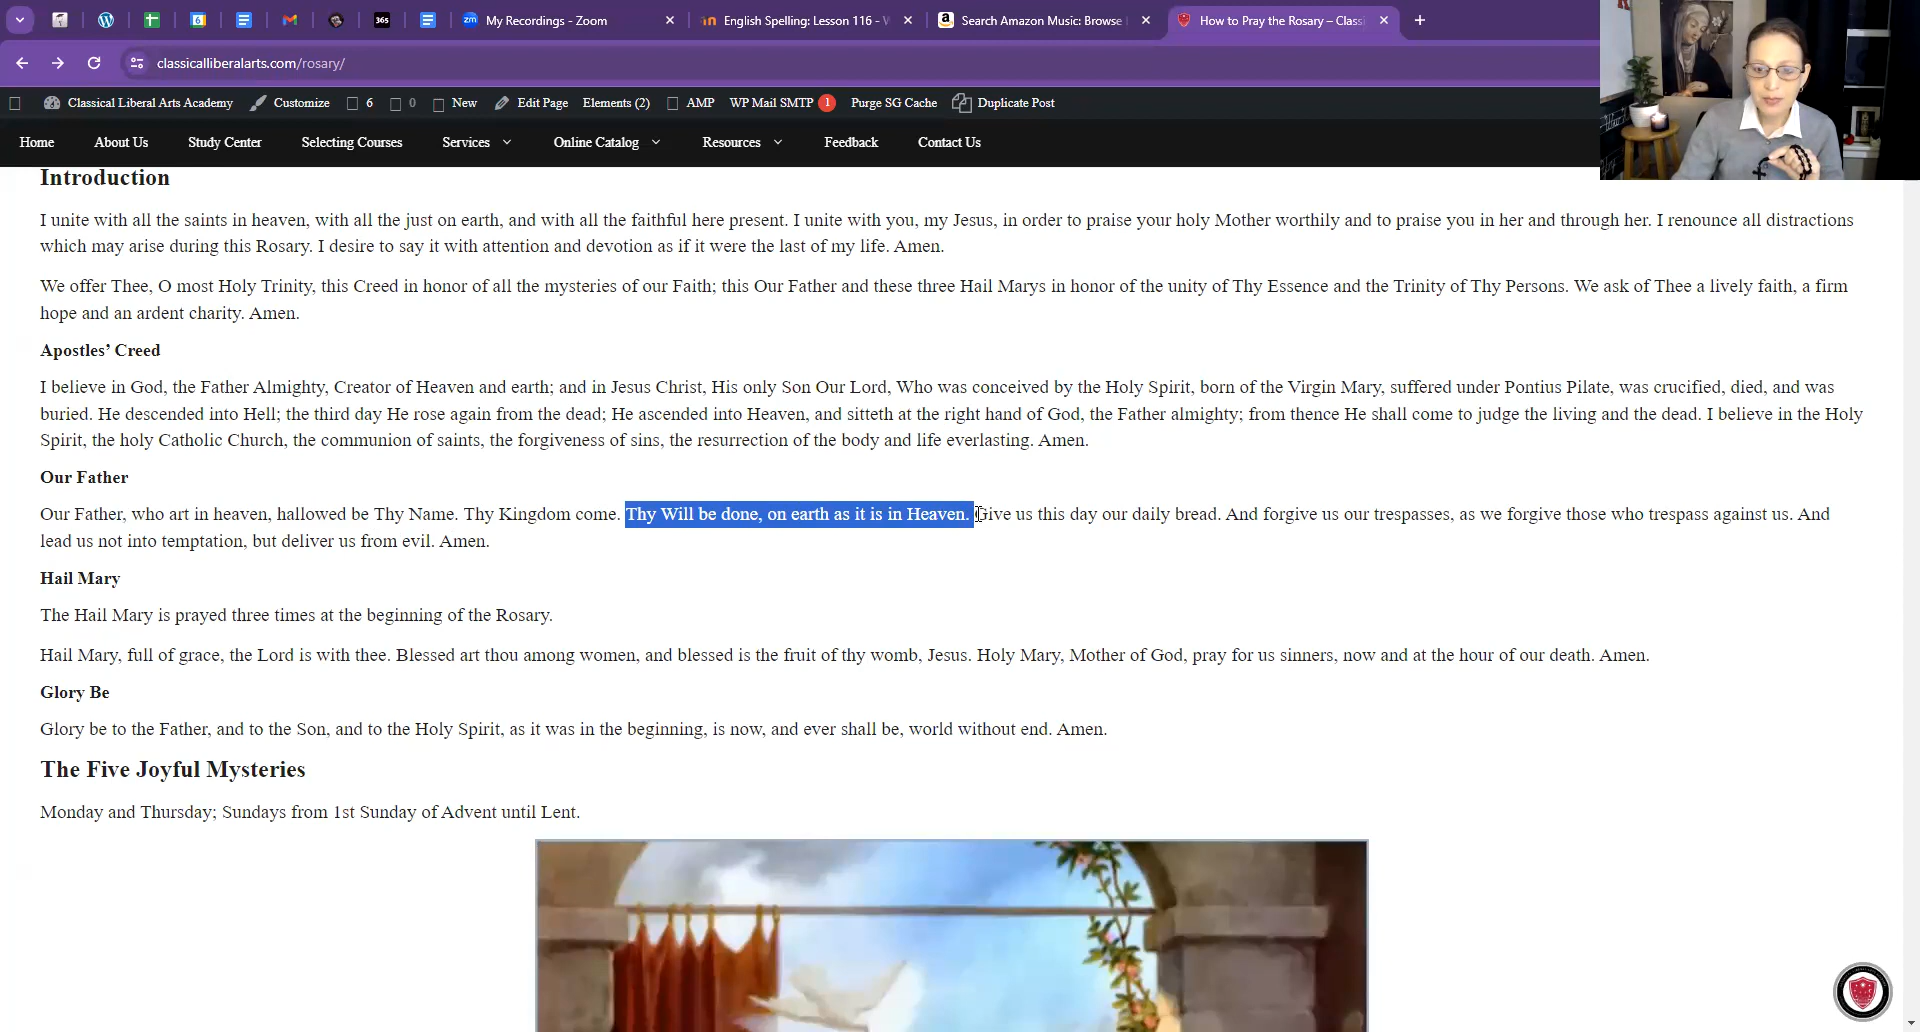 My Recordings - Zoom
English Spelling: Lesson 116 -
Search Amazon Music: Browse
How to Pray the Rosary – Class
classicalliberalarts.com/rosary/
Classical Liberal Arts Academy Customize 6 0 New Edit Page Elements (2) AMP WP Mail SMTP 1 Purge SG Cache Duplicate Post
Home About Us Study Center Selecting Courses Services Online Catalog Resources Feedback Contact Us
Introduction
I unite with all the saints in heaven, with all the just on earth, and with all the faithful here present. I unite with you, my Jesus, in order to praise your holy Mother worthily and to praise you in her and through her. I renounce all distractions
which may arise during this Rosary. I desire to say it with attention and devotion as if it were the last of my life. Amen.
We offer Thee, O most Holy Trinity, this Creed in honor of all the mysteries of our Faith; this Our Father and these three Hail Marys in honor of the unity of Thy Essence and the Trinity of Thy Persons. We ask of Thee a lively faith, a firm
hope and an ardent charity. Amen.
Apostles’ Creed
I believe in God, the Father Almighty, Creator of Heaven and earth; and in Jesus Christ, His only Son Our Lord, Who was conceived by the Holy Spirit, born of the Virgin Mary, suffered under Pontius Pilate, was crucified, died, and was
buried. He descended into Hell; the third day He rose again from the dead; He ascended into Heaven, and sitteth at the right hand of God, the Father almighty; from thence He shall come to judge the living and the dead. I believe in the Holy
Spirit, the holy Catholic Church, the communion of saints, the forgiveness of sins, the resurrection of the body and life everlasting. Amen.
Our Father
Our Father, who art in heaven, hallowed be Thy Name. Thy Kingdom come. Thy Will be done, on earth as it is in Heaven. Give us this day our daily bread. And forgive us our trespasses, as we forgive those who trespass against us. And
lead us not into temptation, but deliver us from evil. Amen.
Hail Mary
The Hail Mary is prayed three times at the beginning of the Rosary.
Hail Mary, full of grace, the Lord is with thee. Blessed art thou among women, and blessed is the fruit of thy womb, Jesus. Holy Mary, Mother of God, pray for us sinners, now and at the hour of our death. Amen.
Glory Be
Glory be to the Father, and to the Son, and to the Holy Spirit, as it was in the beginning, is now, and ever shall be, world without end. Amen.
The Five Joyful Mysteries
Monday and Thursday; Sundays from 1st Sunday of Advent until Lent.